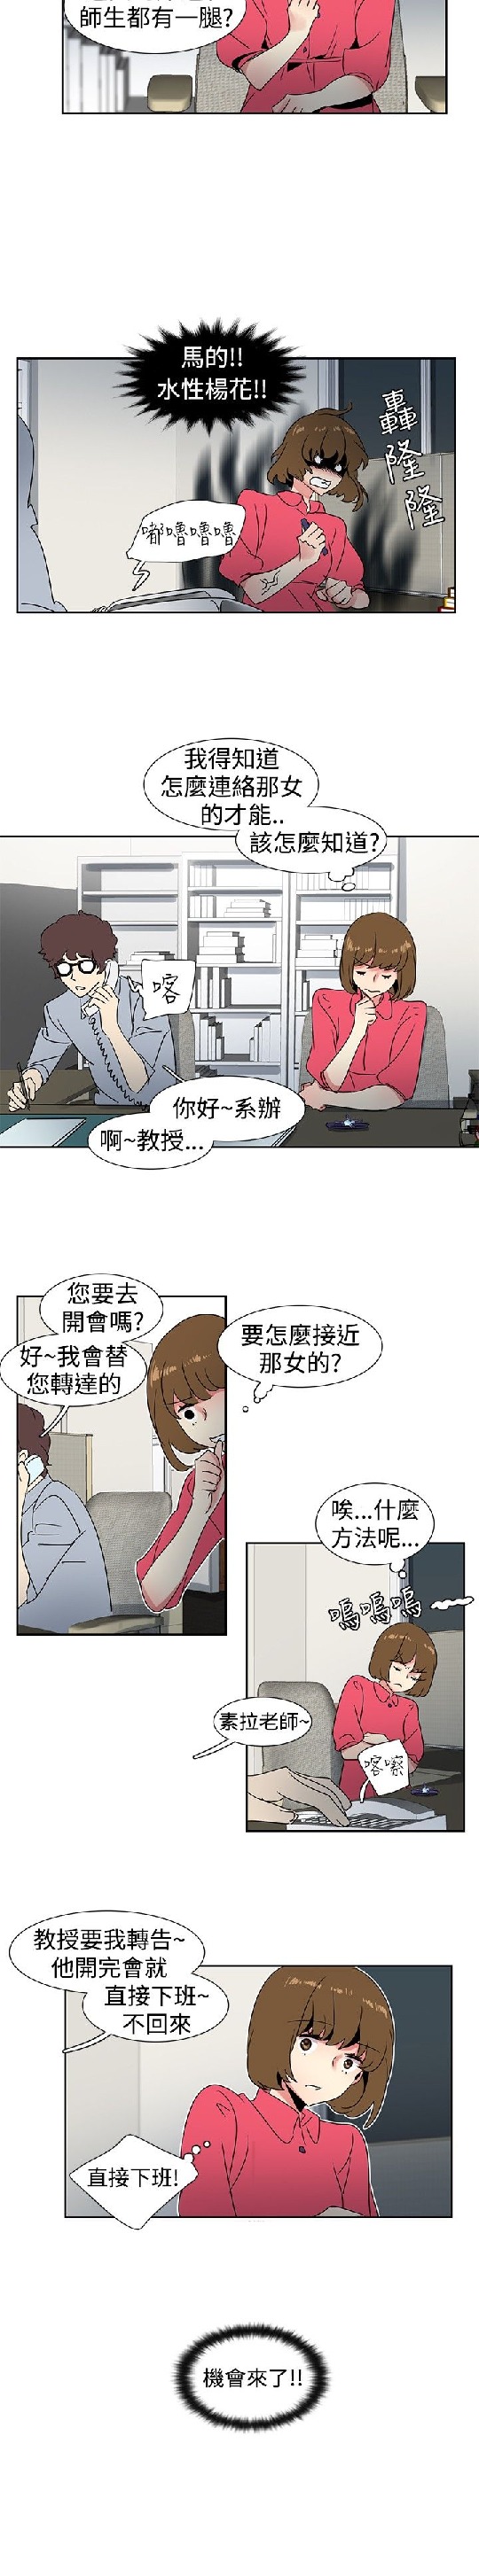 師生都有一腿?
馬的!!
水性楊花!!
轟
隆
隆
嘟嚕嚕嚕
我得知道
怎麼連絡那女
的才能..
該怎麼知道?
喀
你好~系辦
啊~教授...
您要去
開會嗎?
好~我會替
您轉達的
要怎麼接近
那女的?
唉...什麼
方法呢...
嗚嗚嗚
素拉老師~
喀嚓
教授要我轉告~
他開完會就
直接下班~
不回來
直接下班!
機會來了!!